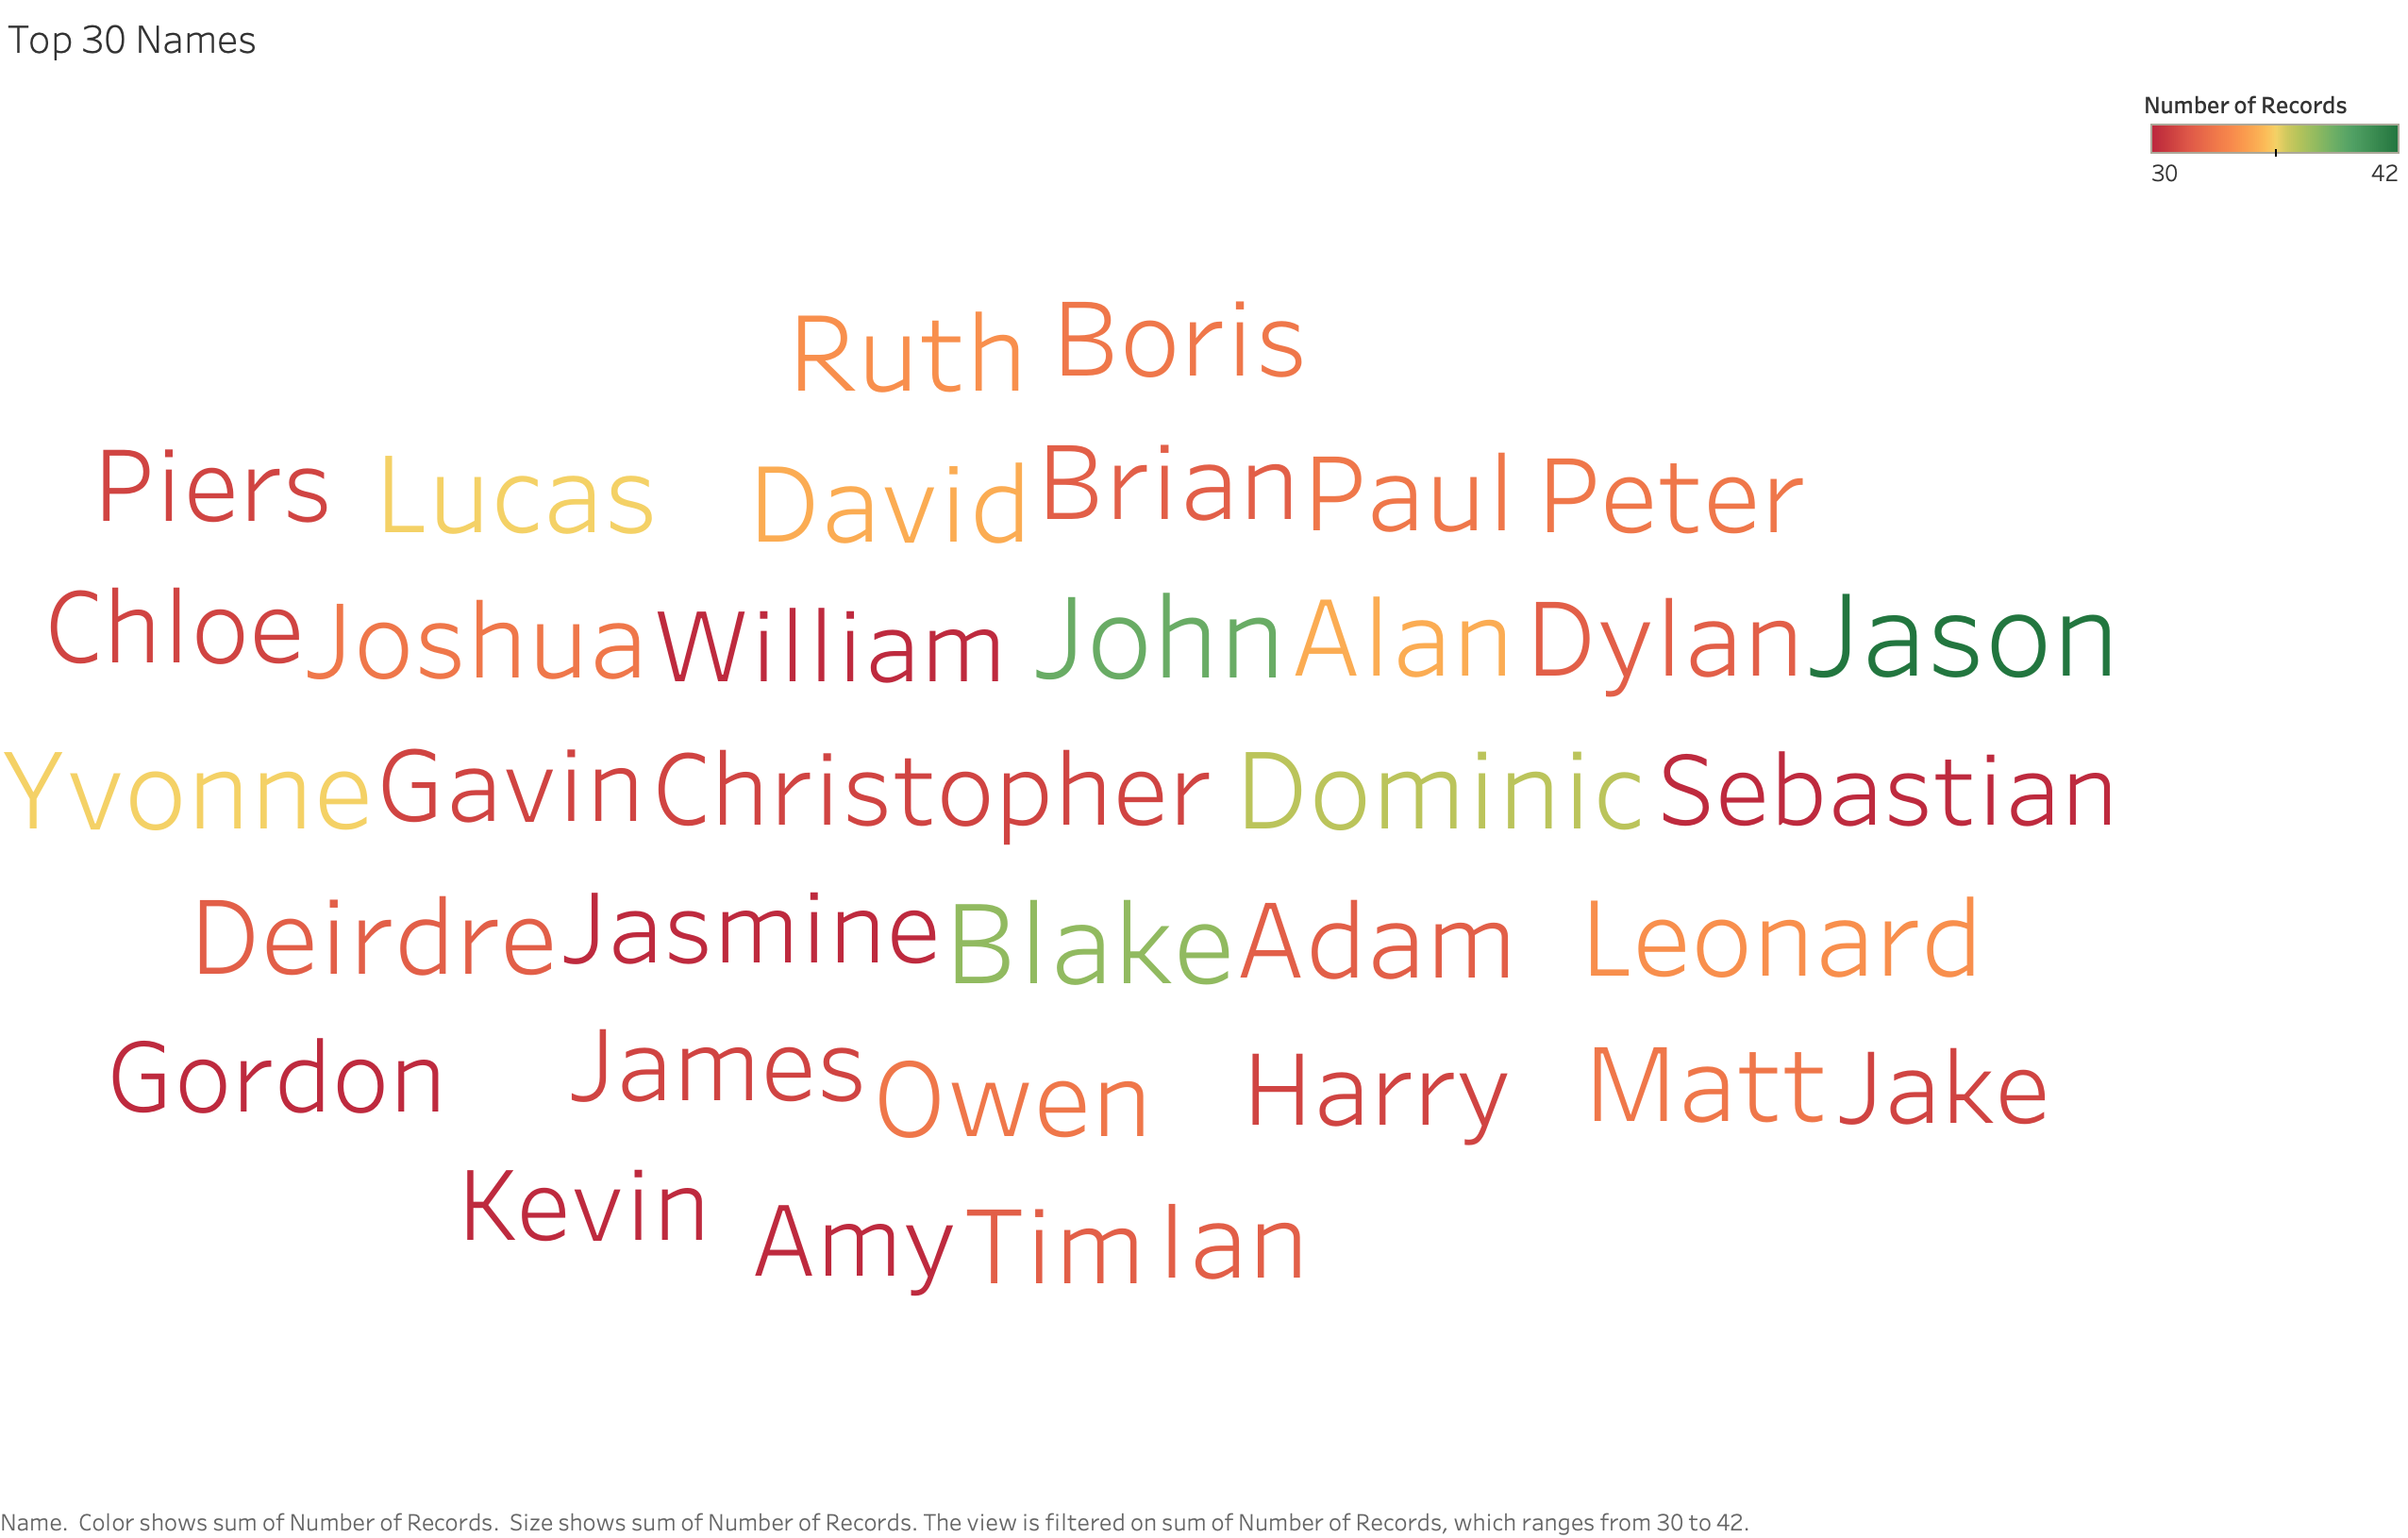 Top 30 Names
Number of Records
30 42
Ruth Boris
Piers Lucas David Brian Paul Peter
Chloe Joshua William John Alan Dylan Jason
Yvonne Gavin Christopher Dominic Sebastian
Deirdre Jasmine Blake Adam Leonard
Gordon James Owen Harry Matt Jake
Kevin Amy Tim Ian
Name. Color shows sum of Number of Records. Size shows sum of Number of Records. The view is filtered on sum of Number of Records, which ranges from 30 to 42.